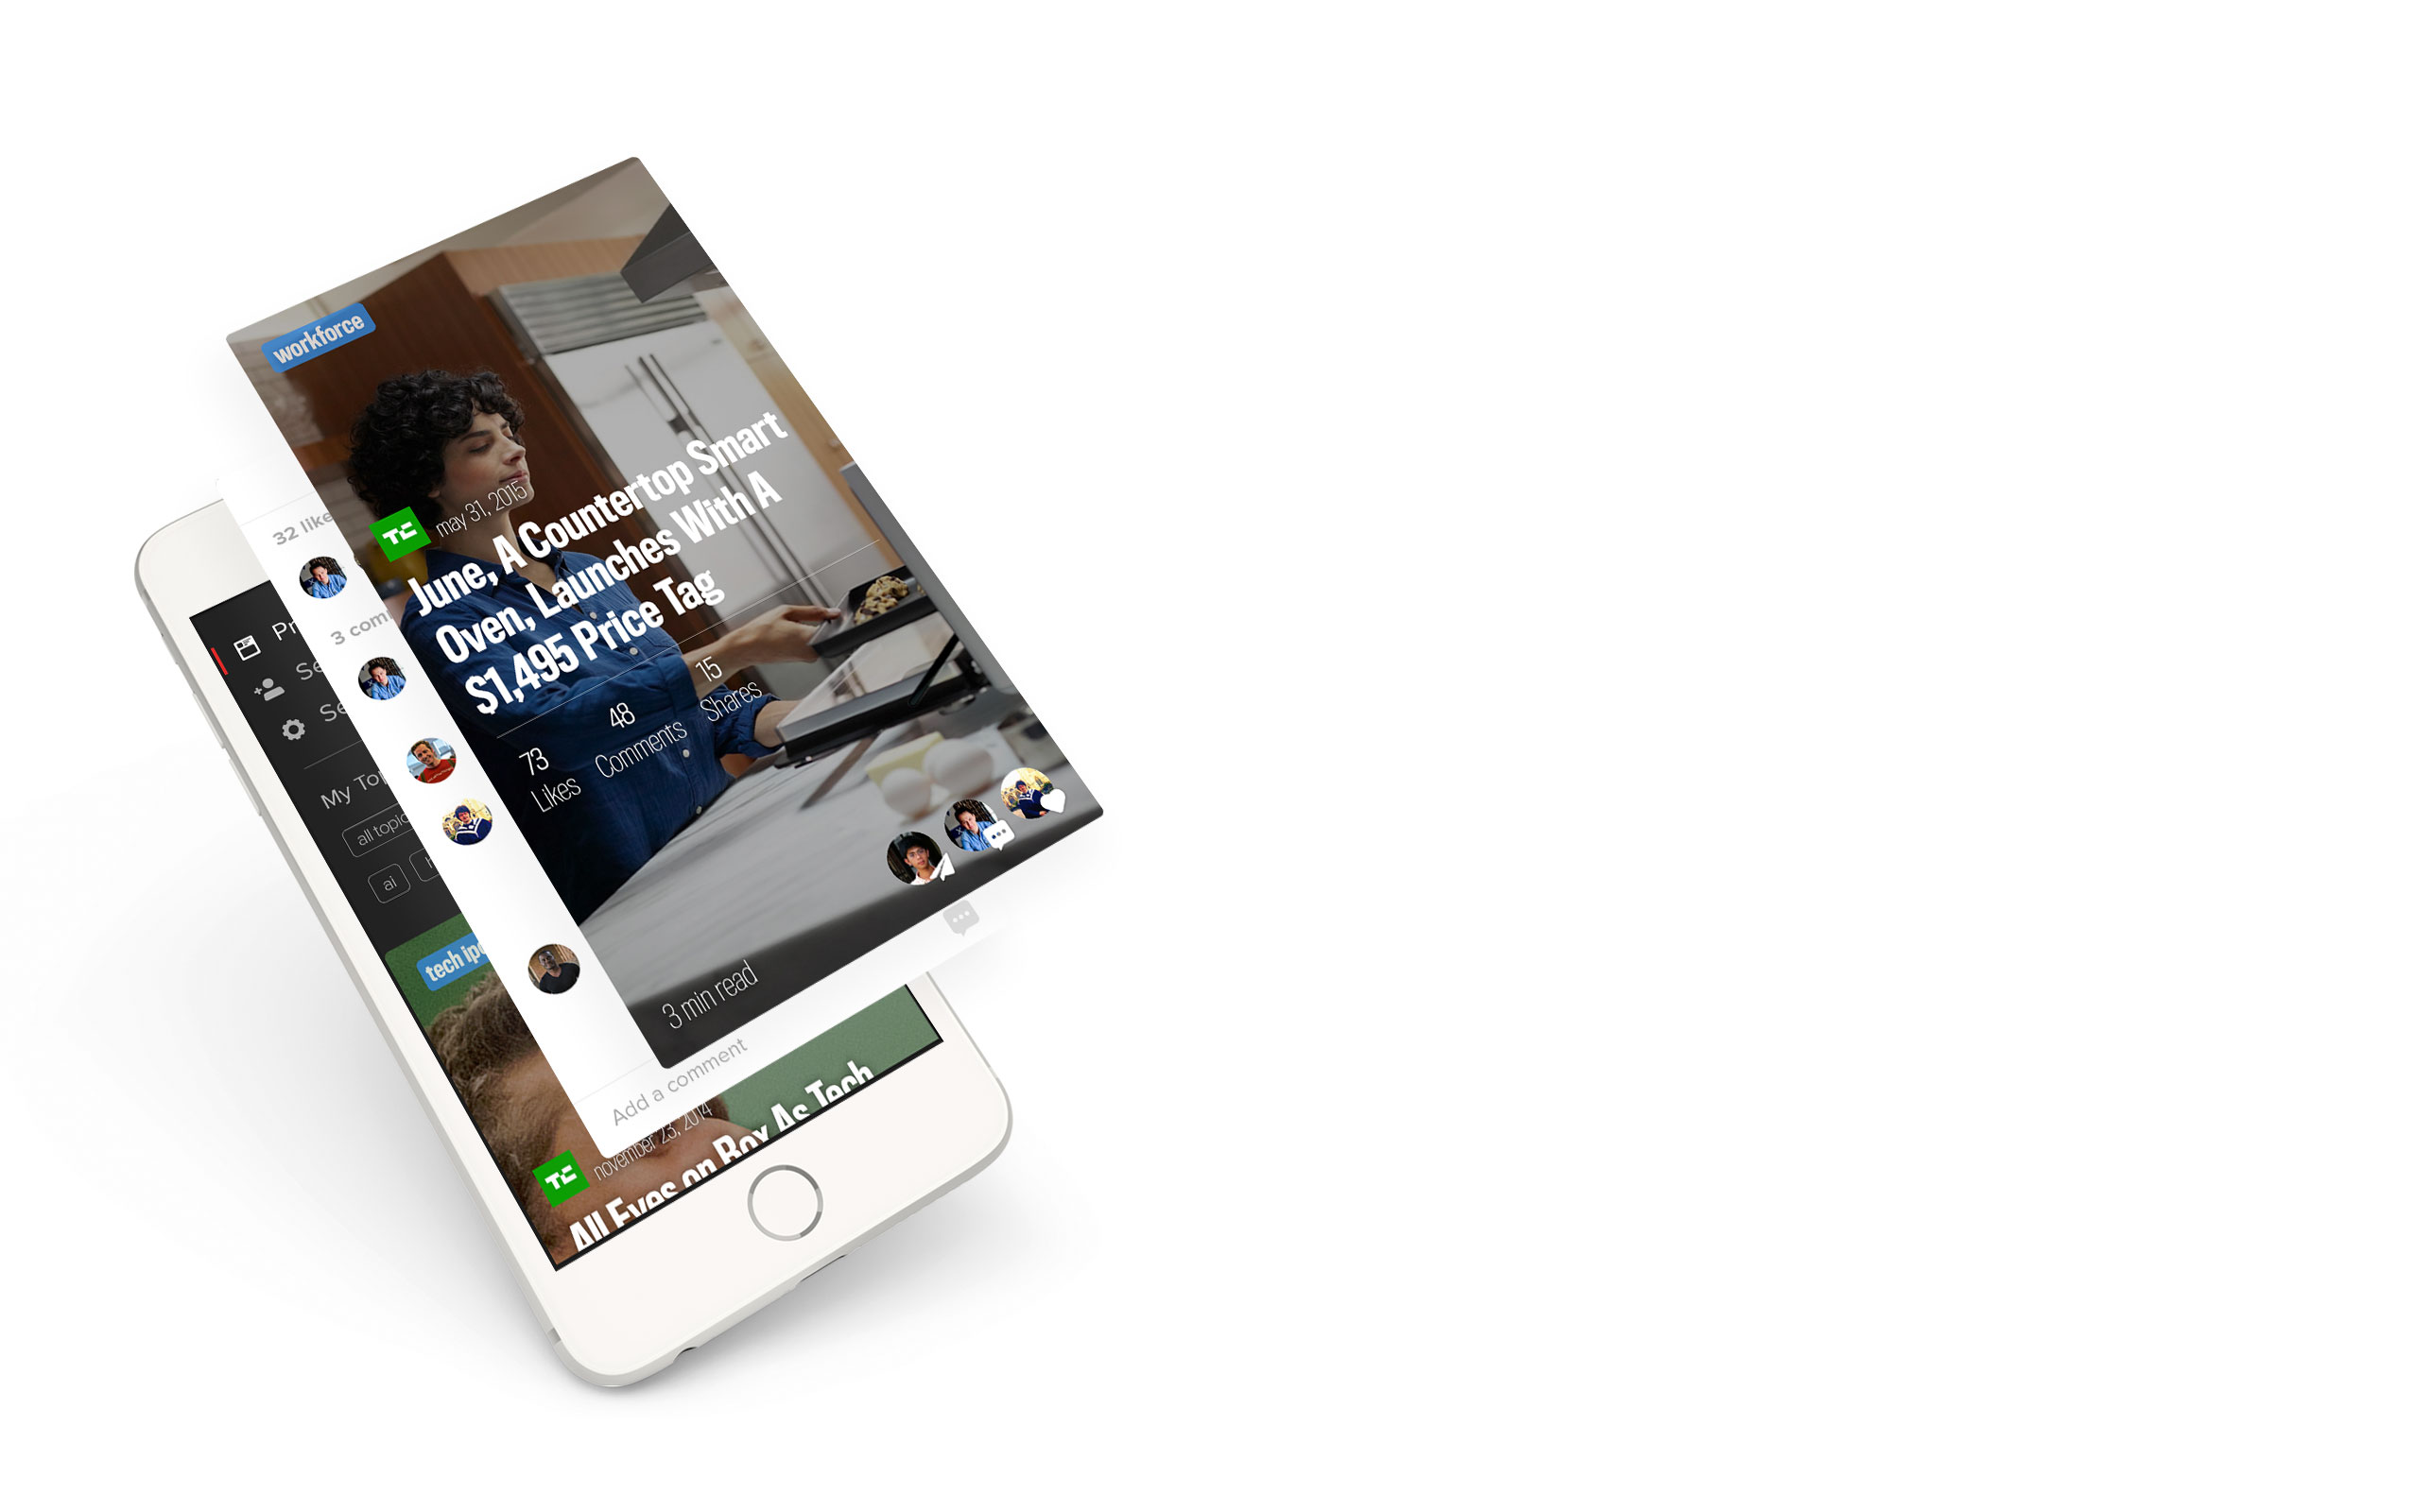 workforce
TC
may 31, 2015
June, A Countertop Smart
Oven, Launches With A
$1,495 Price Tag
73
Likes
48
Comments
15
Shares
3 min read
32 like
3 com
Add a comment
Pr
Se
Se
My To
all topic
ai
tech ip
TC
november 23, 2014
All Eyes on Box As Tech